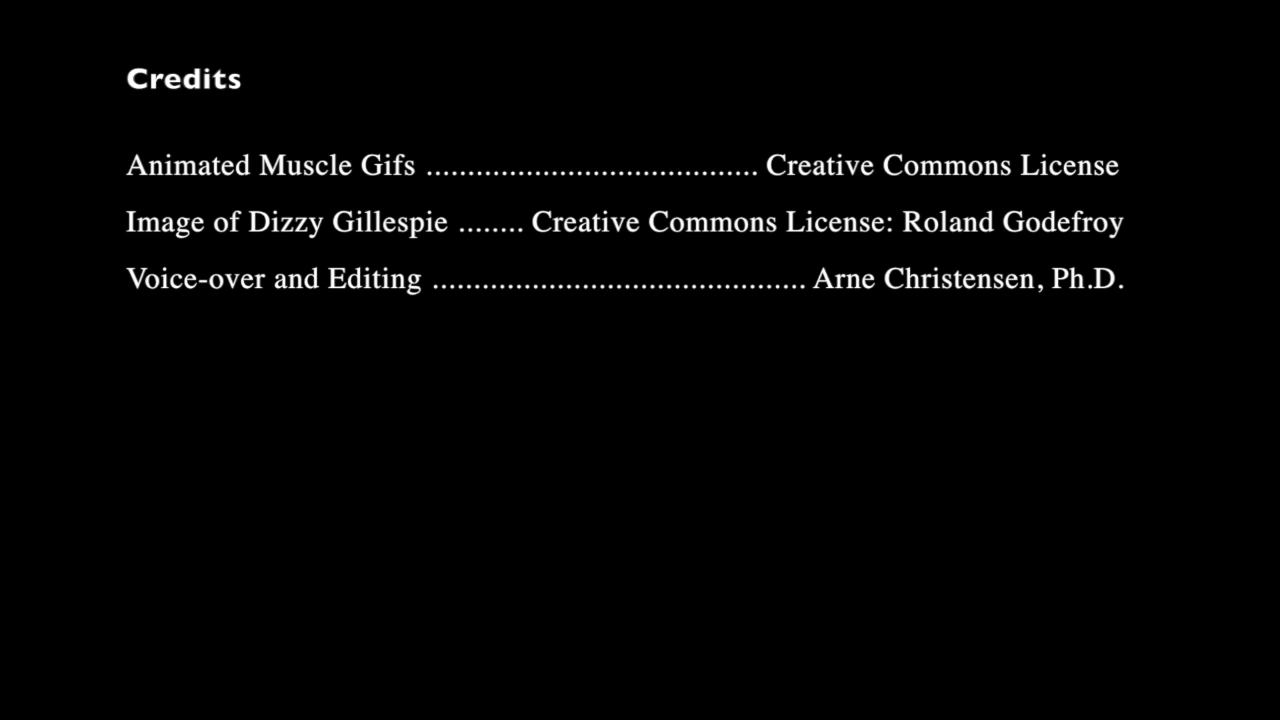 Credits
Animated Muscle Gifs ........................................ Creative Commons License
Image of Dizzy Gillespie ........ Creative Commons License: Roland Godefroy
Voice-over and Editing ............................................. Arne Christensen, Ph.D.